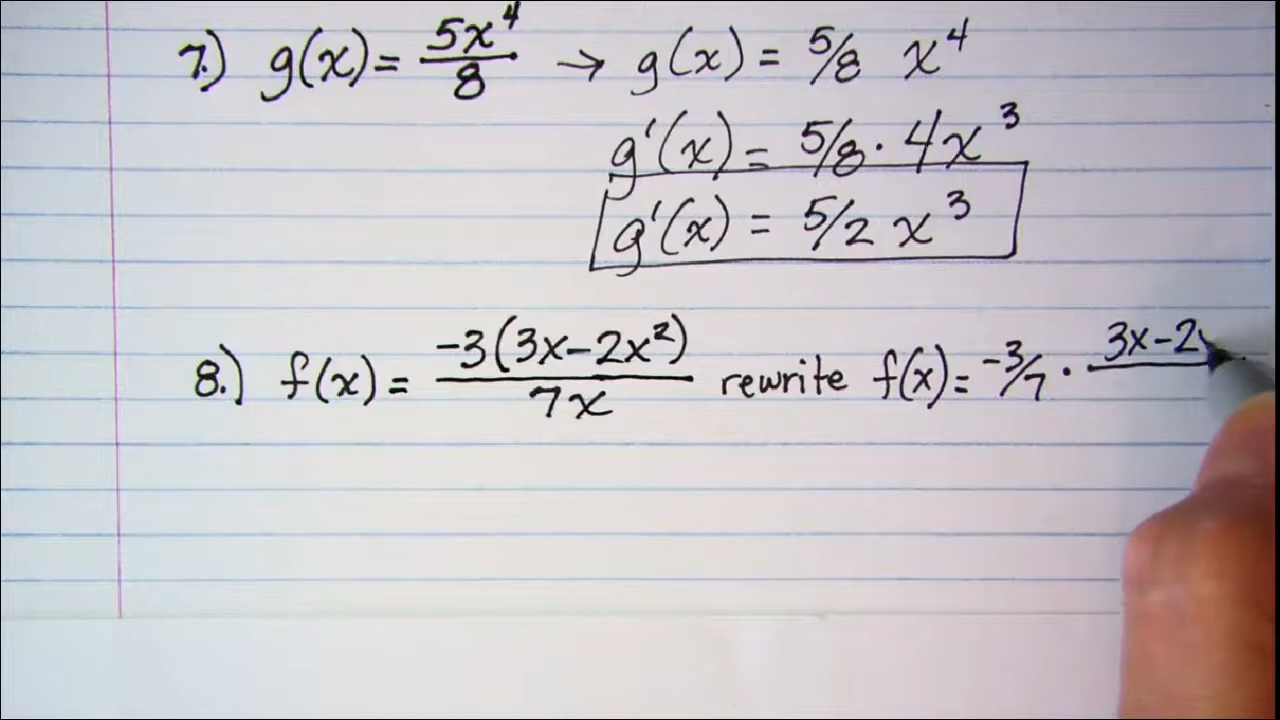 7.) g(x) = 5x⁴/8 → g(x) = 5/8 x⁴
g'(x) = 5/8 · 4x³
g'(x) = 5/2 x³
8.) f(x) = -3(3x-2x²)/7x rewrite f(x) = -3/7 · 3x-2